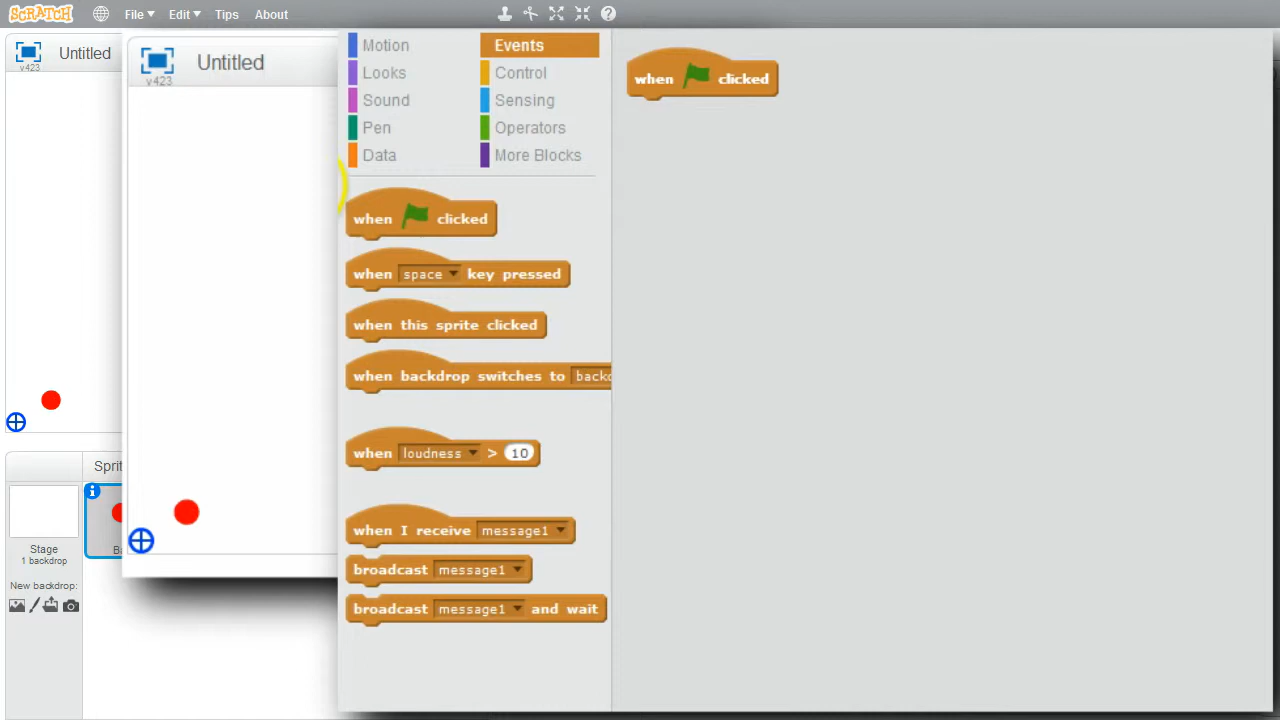 SCRATCH File Edit Tips About
Untitled
v423
Untitled
v423
Motion Events
Looks Control
Sound Sensing
Pen Operators
Data More Blocks
when clicked
when clicked
when space key pressed
when this sprite clicked
when backdrop switches to
when loudness > 10
when I receive message1
broadcast message1
broadcast message1 and wait
Stage
1 backdrop
New backdrop: